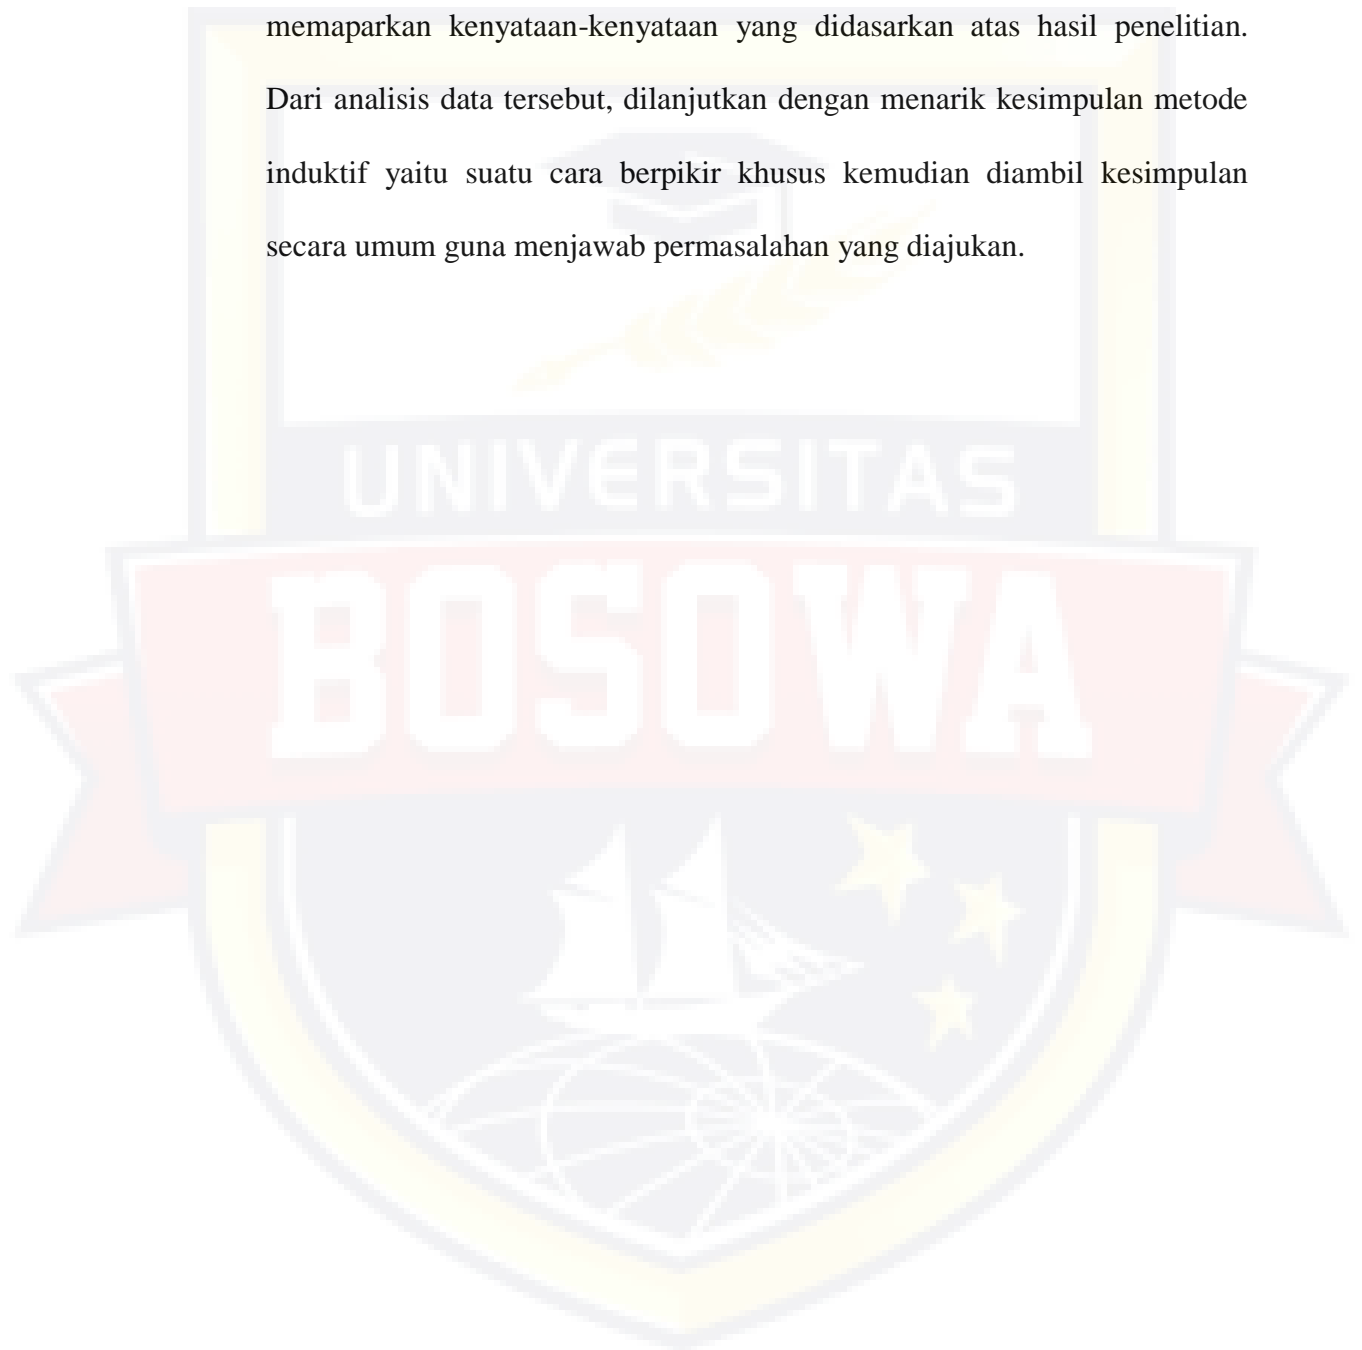 memaparkan kenyataan-kenyataan yang didasarkan atas hasil penelitian.
Dari analisis data tersebut, dilanjutkan dengan menarik kesimpulan metode
induktif yaitu suatu cara berpikir khusus kemudian diambil kesimpulan
secara umum guna menjawab permasalahan yang diajukan.
UNIVERSITAS
BOSOWA